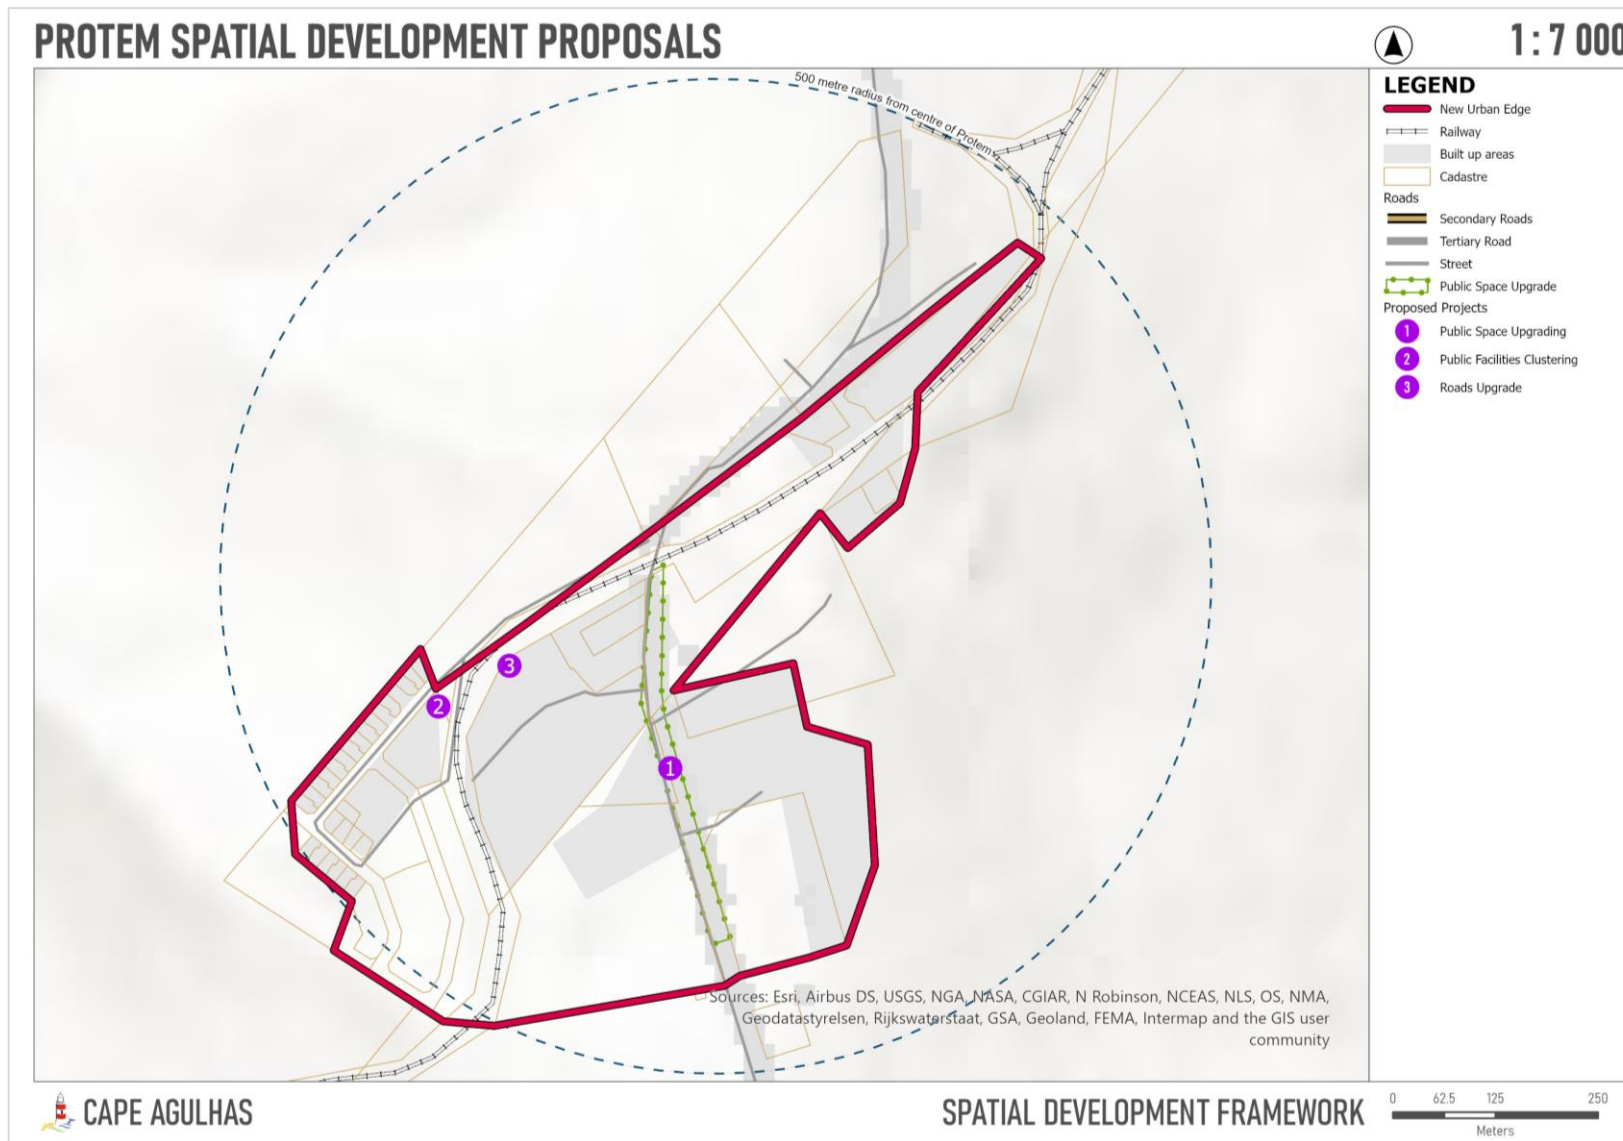 PROTEM SPATIAL DEVELOPMENT PROPOSALS
1: 7 000
500 metre radius from centre of Protem
LEGEND
New Urban Edge
Railway
Built up areas
Cadastre
Roads
Secondary Roads
Tertiary Road
Street
Public Space Upgrade
Proposed Projects
1 Public Space Upgrading
2 Public Facilities Clustering
3 Roads Upgrade
3
2
1
Sources: Esri, Airbus DS, USGS, NGA, NASA, CGIAR, N Robinson, NCEAS, NLS, OS, NMA,
Geodatastyrelsen, Rijkswaterstaat, GSA, Geoland, FEMA, Intermap and the GIS user
community
CAPE AGULHAS
SPATIAL DEVELOPMENT FRAMEWORK
0 62.5 125 250
Meters